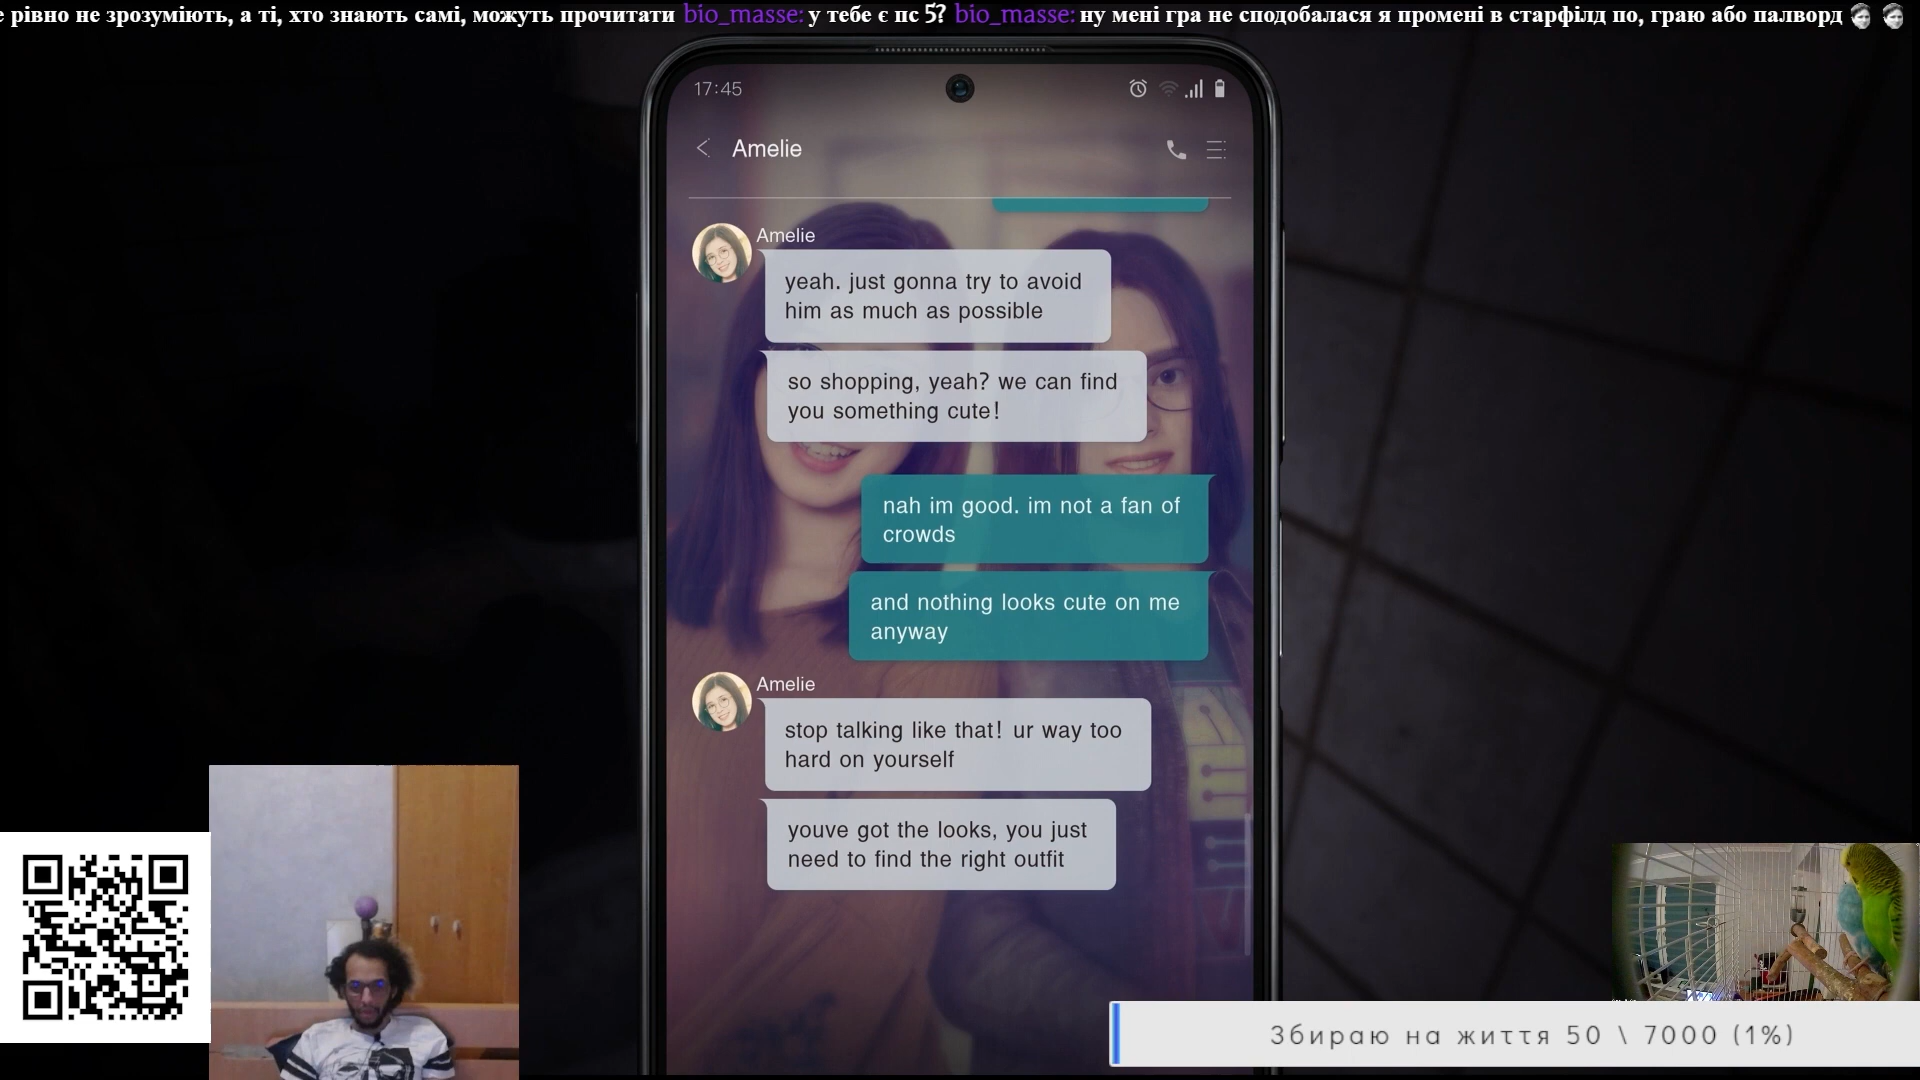 е рівно не зрозуміють, а ті, хто знають самі, можуть прочитати bio_masse: у тебе є пс 5? bio_masse: ну мені гра не сподобалася я промені в старфілд по, граю або палворд
17:45
Amelie
Amelie
yeah. just gonna try to avoid
him as much as possible
so shopping, yeah? we can find
you something cute!
nah im good. im not a fan of
crowds
and nothing looks cute on me
anyway
Amelie
stop talking like that! ur way too
hard on yourself
youve got the looks, you just
need to find the right outfit
Збираю на життя 50 \ 7000 (1%)